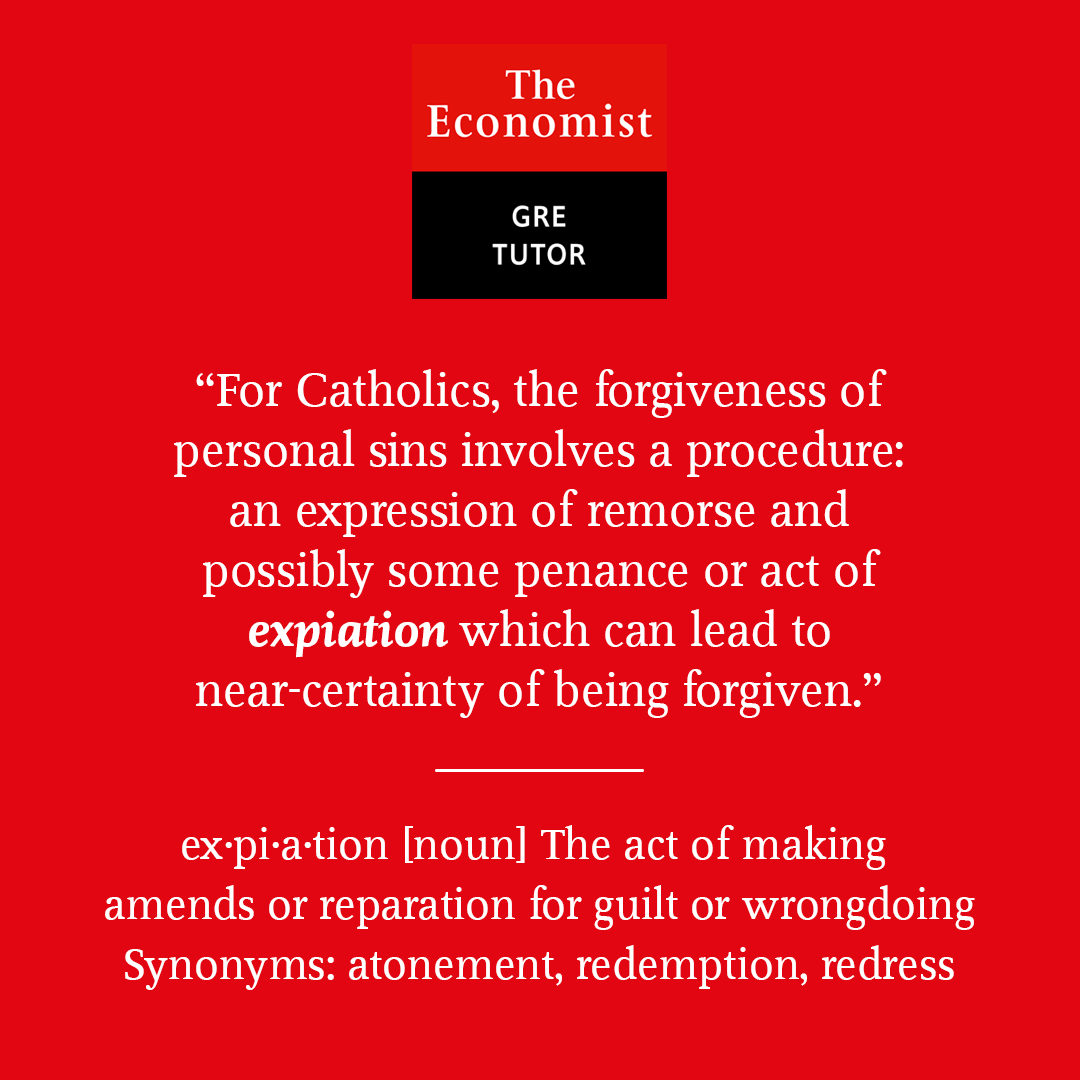 The
Economist
GRE
TUTOR
“For Catholics, the forgiveness of
personal sins involves a procedure:
an expression of remorse and
possibly some penance or act of
expiation which can lead to
near-certainty of being forgiven.”
ex·pi·a·tion [noun] The act of making
amends or reparation for guilt or wrongdoing
Synonyms: atonement, redemption, redress